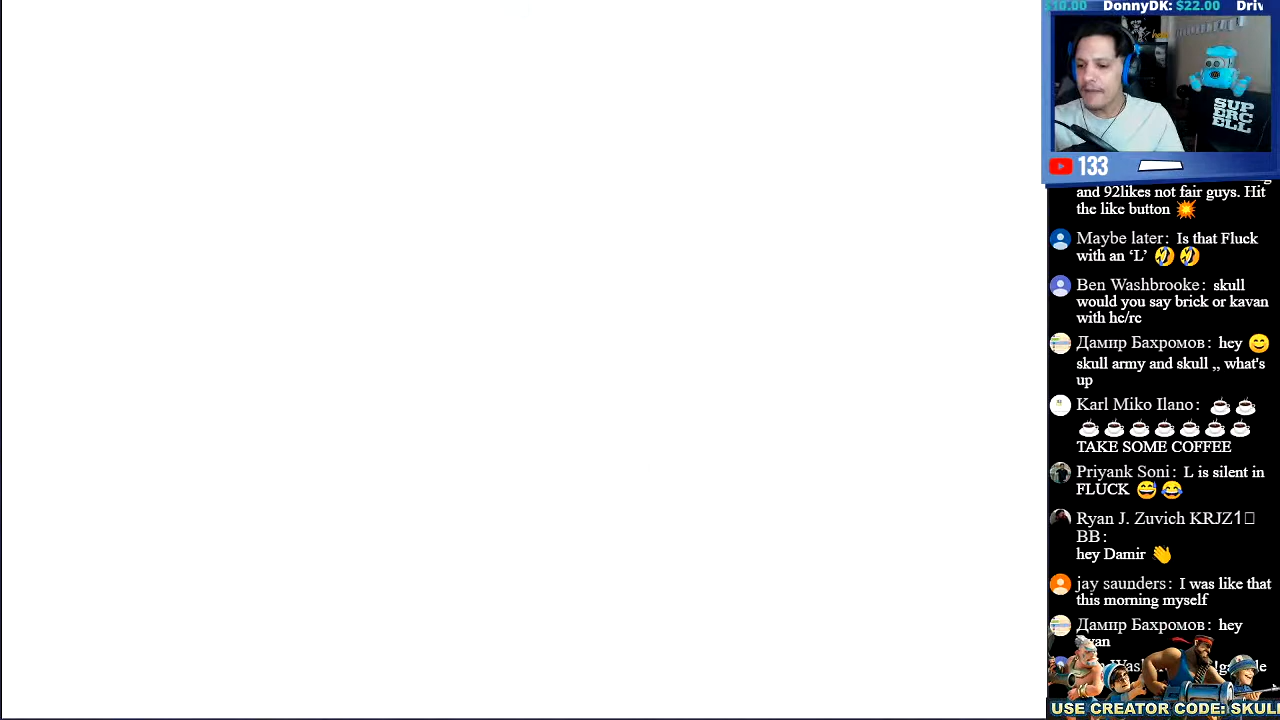 $10.00 DonnyDK: $22.00 Driv
SUP
ERC
ELL
133
and 92likes not fair guys. Hit
the like button 💥
Maybe later: Is that Fluck
with an ‘L’ 🤣 🤣
Ben Washbrooke: skull
would you say brick or kavan
with hc/rc
Дамир Бахромов: hey 😊
skull army and skull ,, what's
up
Karl Miko Ilano: ☕ ☕
☕ ☕ ☕ ☕ ☕ ☕ ☕
TAKE SOME COFFEE
Priyank Soni: L is silent in
FLUCK 😅 😂
Ryan J. Zuvich KRJZ1□
BB:
hey Damir 👋
jay saunders: I was like that
this morning myself
Дамир Бахромов: hey
USE CREATOR CODE: SKUL